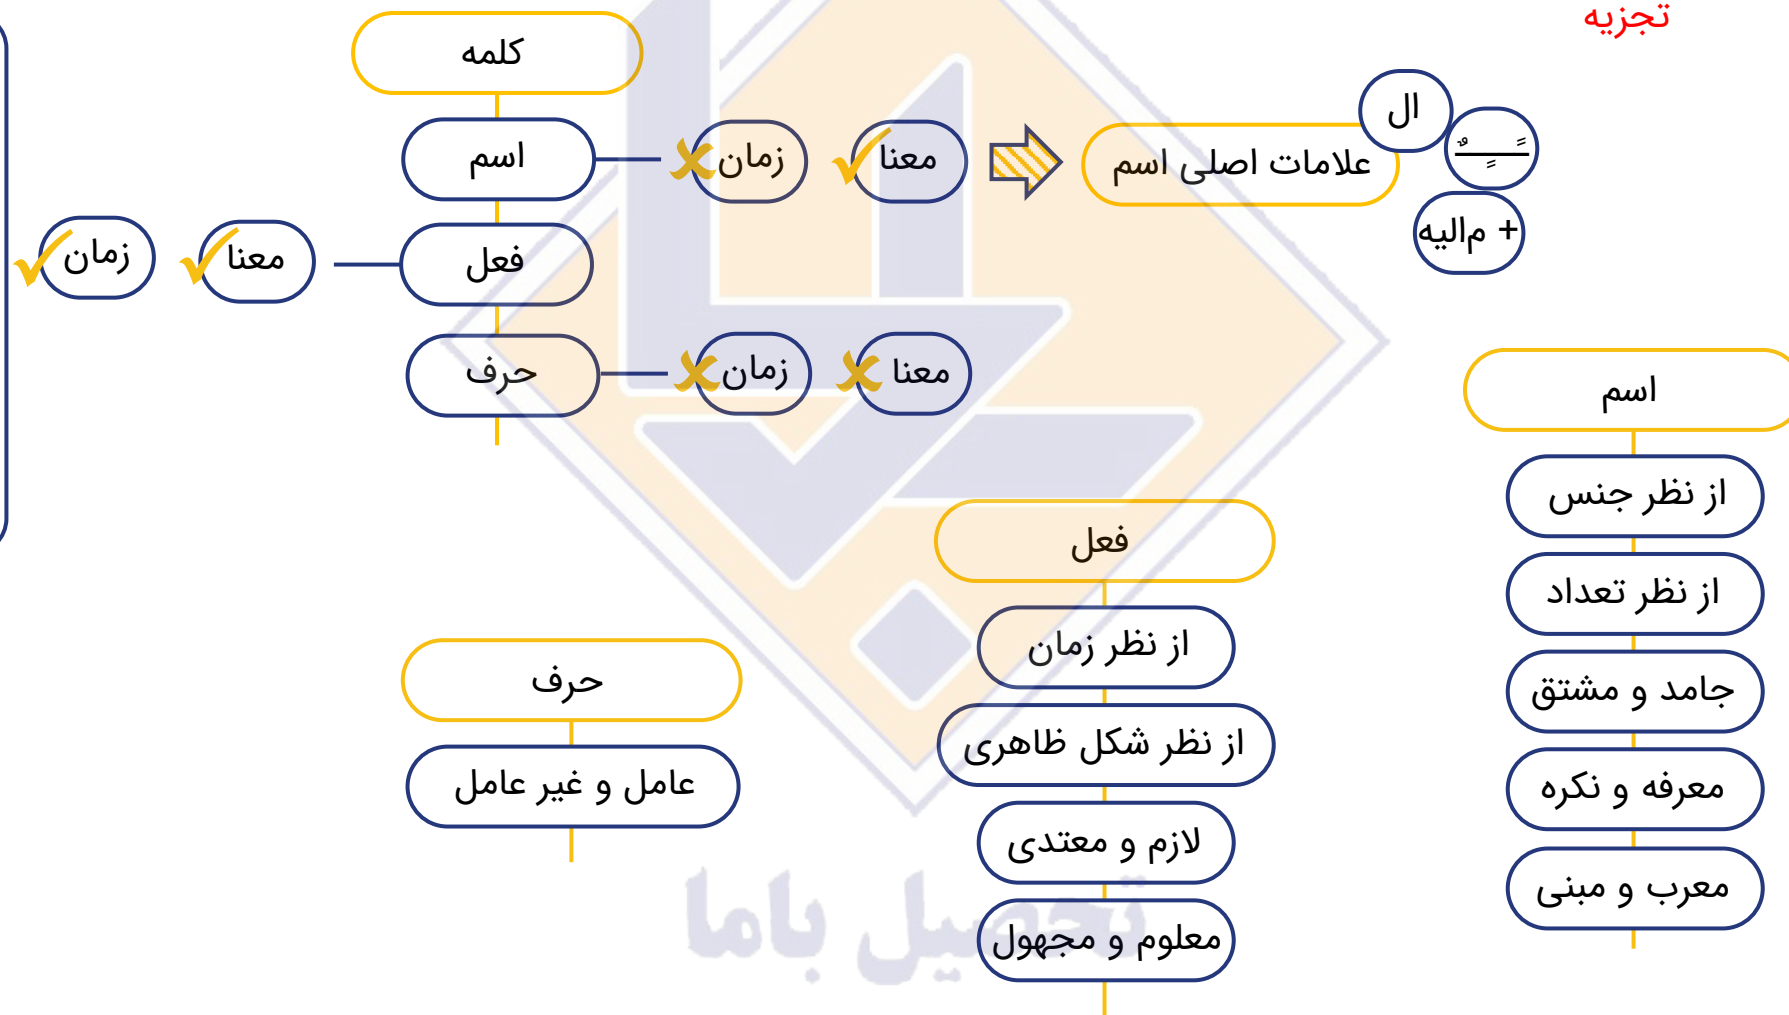 تجزیه
کلمه
اسم
معنا
زمان
علامات اصلی اسم
ال
ـًـٍـٌ
+ م‌الیه
فعل
معنا
زمان
حرف
معنا
زمان
اسم
از نظر جنس
از نظر تعداد
جامد و مشتق
معرفه و نکره
معرب و مبنی
فعل
از نظر زمان
از نظر شکل ظاهری
لازم و معتدی
معلوم و مجهول
حرف
عامل و غیر عامل
تحصیل باما